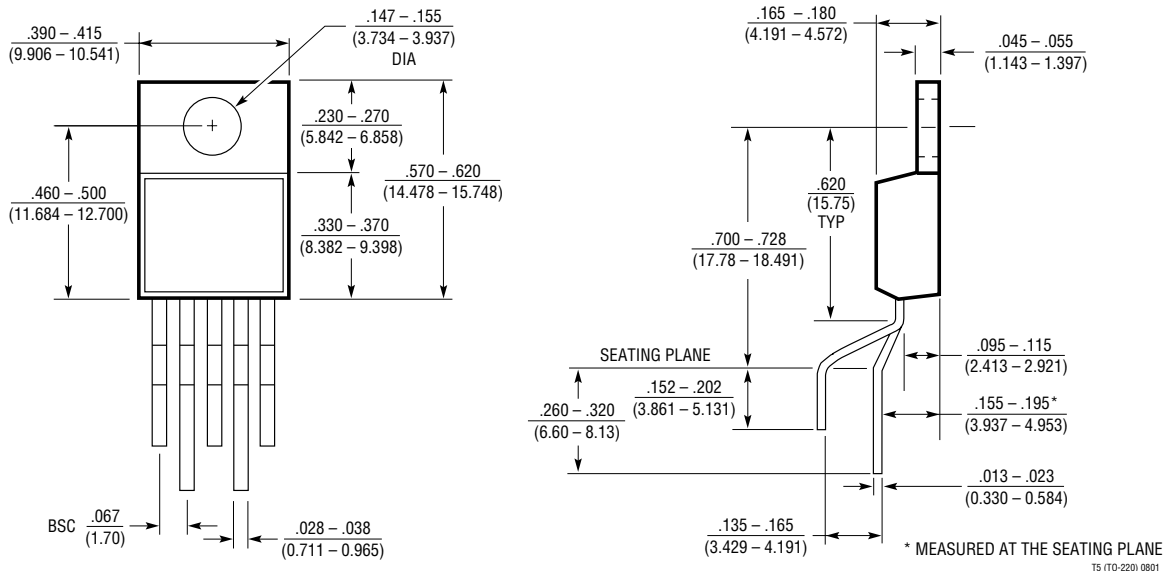 .390 – .415
(9.906 – 10.541)
.147 – .155
(3.734 – 3.937)
DIA
.230 – .270
(5.842 – 6.858)
.570 – .620
(14.478 – 15.748)
.460 – .500
(11.684 – 12.700)
.330 – .370
(8.382 – 9.398)
BSC
.067
(1.70)
.028 – .038
(0.711 – 0.965)
.165 – .180
(4.191 – 4.572)
.045 – .055
(1.143 – 1.397)
.620
(15.75)
TYP
.700 – .728
(17.78 – 18.491)
SEATING PLANE
.095 – .115
(2.413 – 2.921)
.152 – .202
(3.861 – 5.131)
.260 – .320
(6.60 – 8.13)
.155 – .195*
(3.937 – 4.953)
.013 – .023
(0.330 – 0.584)
.135 – .165
(3.429 – 4.191)
* MEASURED AT THE SEATING PLANE
T5 (TO-220) 0801